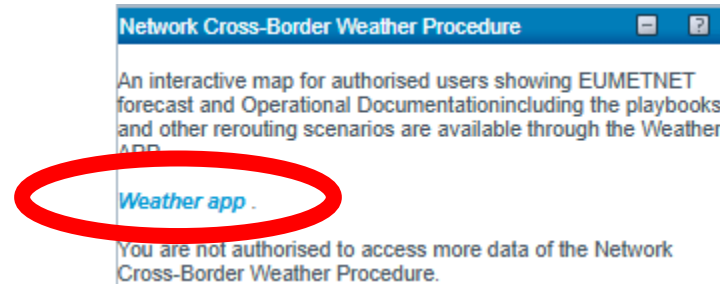 Network Cross-Border Weather Procedure
An interactive map for authorised users showing EUMETNET
forecast and Operational Documentationincluding the playbooks
and other rerouting scenarios are available through the Weather
APP
Weather app .
You are not authorised to access more data of the Network
Cross-Border Weather Procedure.